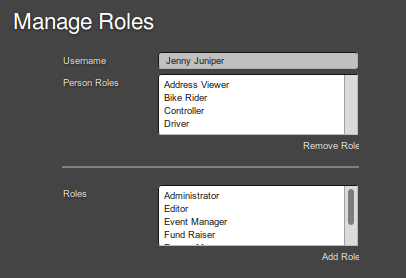 Manage Roles
Username
Jenny Juniper
Person Roles
Address Viewer
Bike Rider
Controller
Driver
Remove Role
Roles
Administrator
Editor
Event Manager
Fund Raiser
Add Role